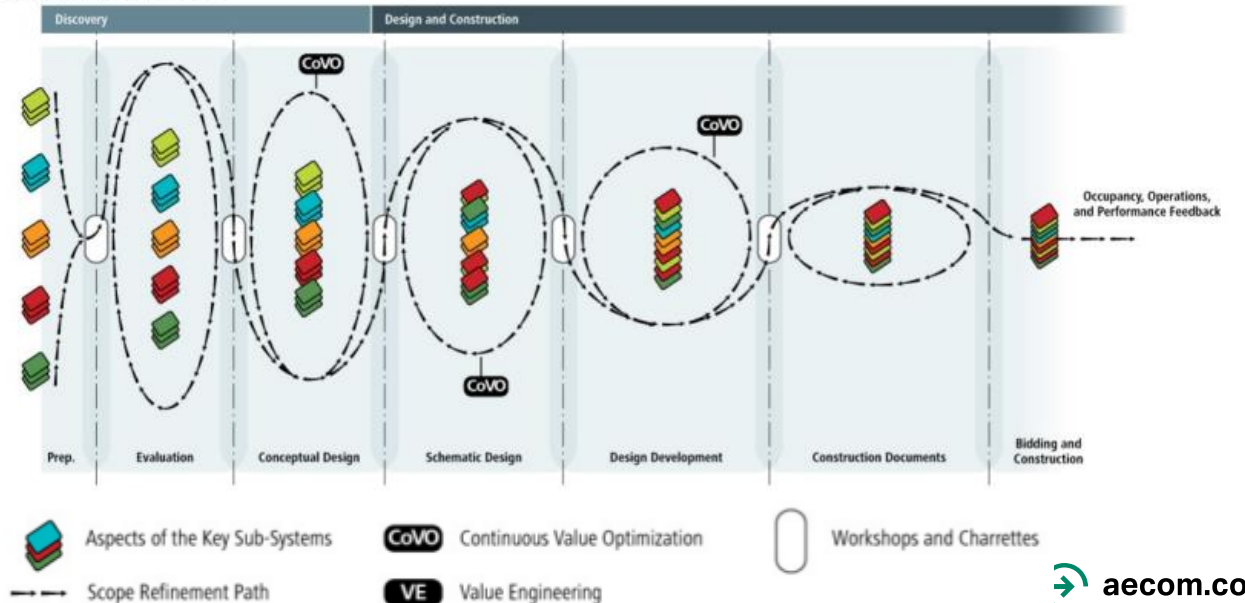 Discovery
Design and Construction
CoVO
CoVO
Occupancy, Operations,
and Performance Feedback
CoVO
Prep.
Evaluation
Conceptual Design
Schematic Design
Design Development
Construction Documents
Bidding and
Construction
Aspects of the Key Sub-Systems
CoVO
Continuous Value Optimization
Workshops and Charrettes
Scope Refinement Path
VE
Value Engineering
aecom.co